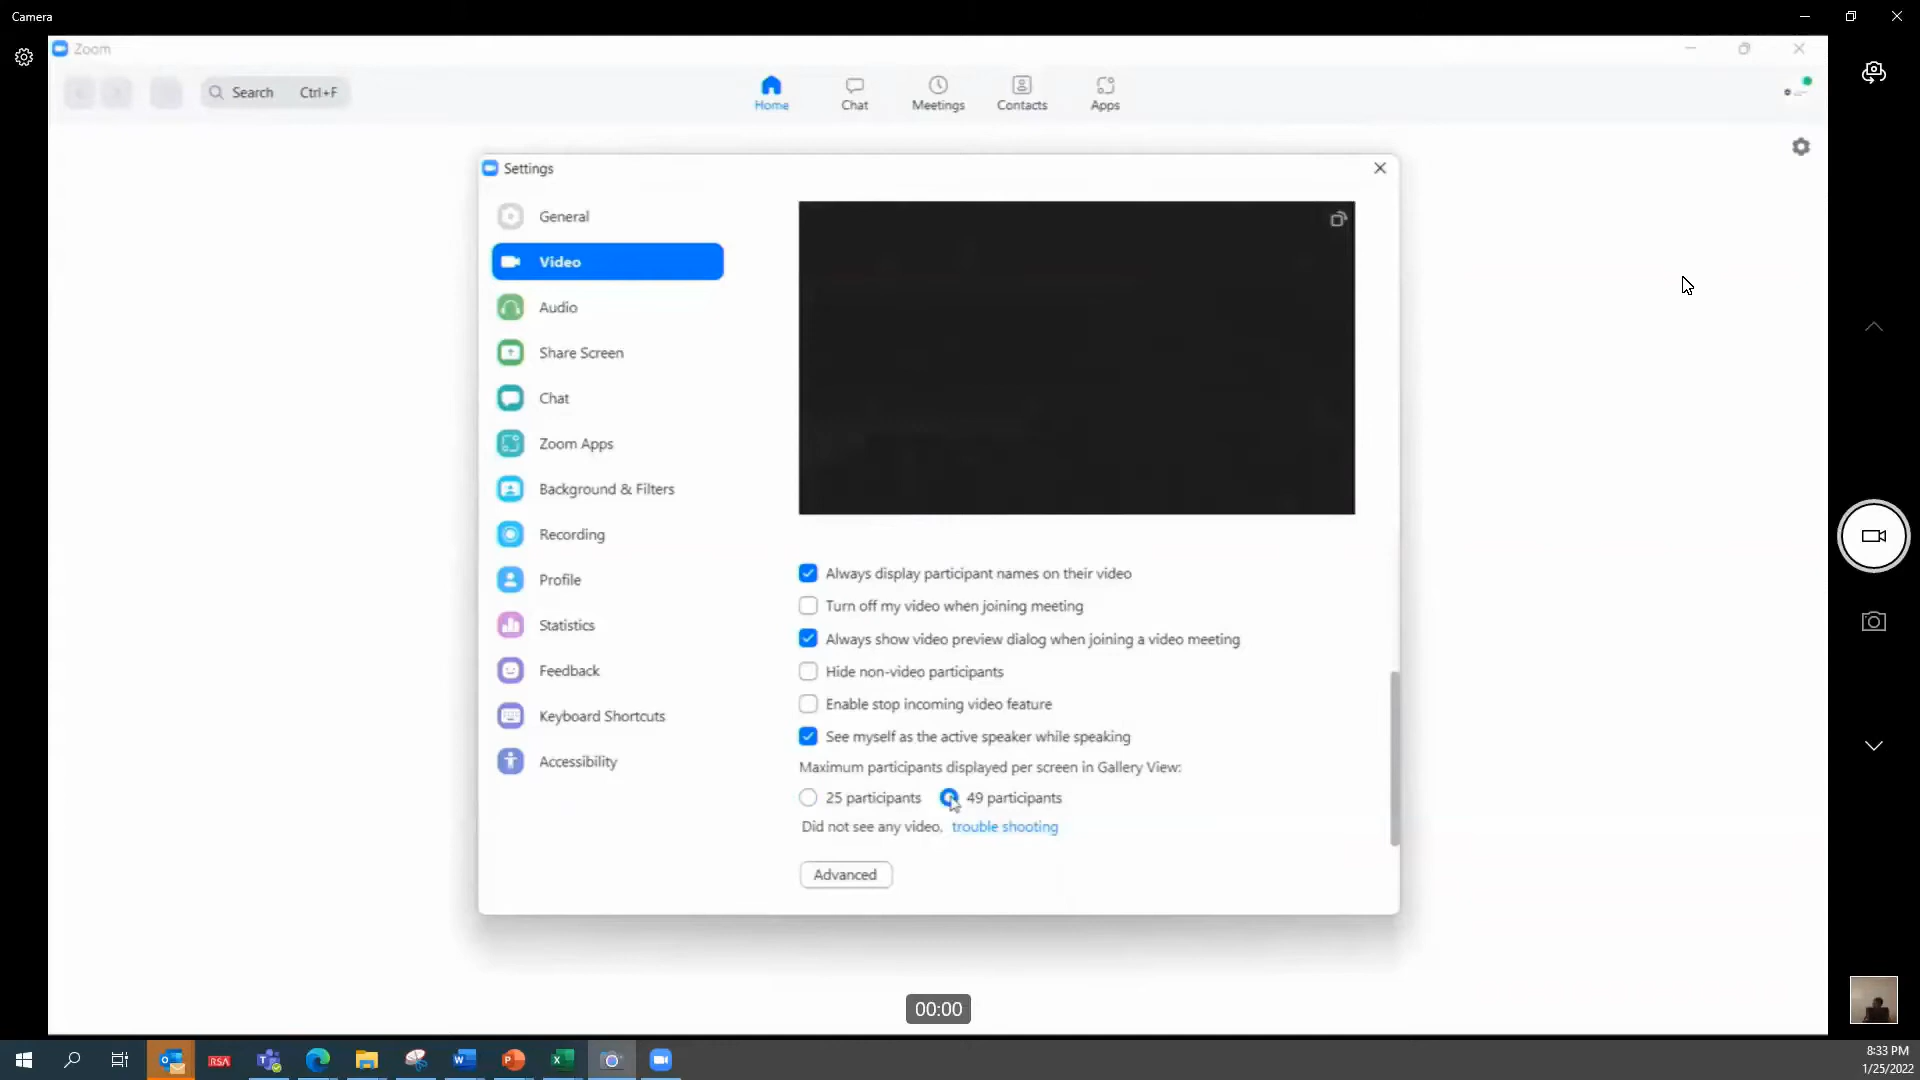 Camera
Zoom
Search Ctrl+F
Home
Chat
Meetings
Contacts
Apps
Settings
General
Video
Audio
Share Screen
Chat
Zoom Apps
Background & Filters
Recording
Profile
Statistics
Feedback
Keyboard Shortcuts
Accessibility
Always display participant names on their video
Turn off my video when joining meeting
Always show video preview dialog when joining a video meeting
Hide non-video participants
Enable stop incoming video feature
See myself as the active speaker while speaking
Maximum participants displayed per screen in Gallery View:
25 participants 49 participants
Did not see any video. trouble shooting
Advanced
00:00
RSA
8:33 PM
1/25/2022